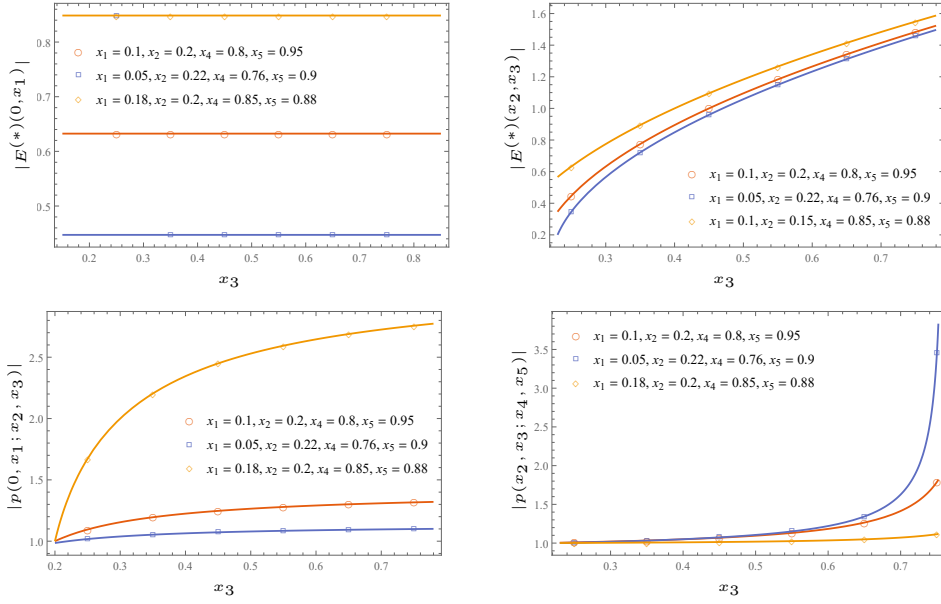 |E^(*)(0,x₁)|
0.8
0.7
0.6
0.5
x₁ = 0.1, x₂ = 0.2, x₄ = 0.8, x₅ = 0.95
x₁ = 0.05, x₂ = 0.22, x₄ = 0.76, x₅ = 0.9
x₁ = 0.18, x₂ = 0.2, x₄ = 0.85, x₅ = 0.88
0.2 0.3 0.4 0.5 0.6 0.7 0.8
x₃
|E^(*)(x₂,x₃)|
1.6
1.4
1.2
1.0
0.8
0.6
0.4
0.2
x₁ = 0.1, x₂ = 0.2, x₄ = 0.8, x₅ = 0.95
x₁ = 0.05, x₂ = 0.22, x₄ = 0.76, x₅ = 0.9
x₁ = 0.1, x₂ = 0.15, x₄ = 0.85, x₅ = 0.88
0.3 0.4 0.5 0.6 0.7
x₃
|p(0,x₁;x₂,x₃)|
2.5
2.0
1.5
1.0
x₁ = 0.1, x₂ = 0.2, x₄ = 0.8, x₅ = 0.95
x₁ = 0.05, x₂ = 0.22, x₄ = 0.76, x₅ = 0.9
x₁ = 0.18, x₂ = 0.2, x₄ = 0.85, x₅ = 0.88
0.2 0.3 0.4 0.5 0.6 0.7
x₃
|p(x₂,x₃;x₄,x₅)|
3.5
3.0
2.5
2.0
1.5
1.0
x₁ = 0.1, x₂ = 0.2, x₄ = 0.8, x₅ = 0.95
x₁ = 0.05, x₂ = 0.22, x₄ = 0.76, x₅ = 0.9
x₁ = 0.18, x₂ = 0.2, x₄ = 0.85, x₅ = 0.88
0.3 0.4 0.5 0.6 0.7
x₃